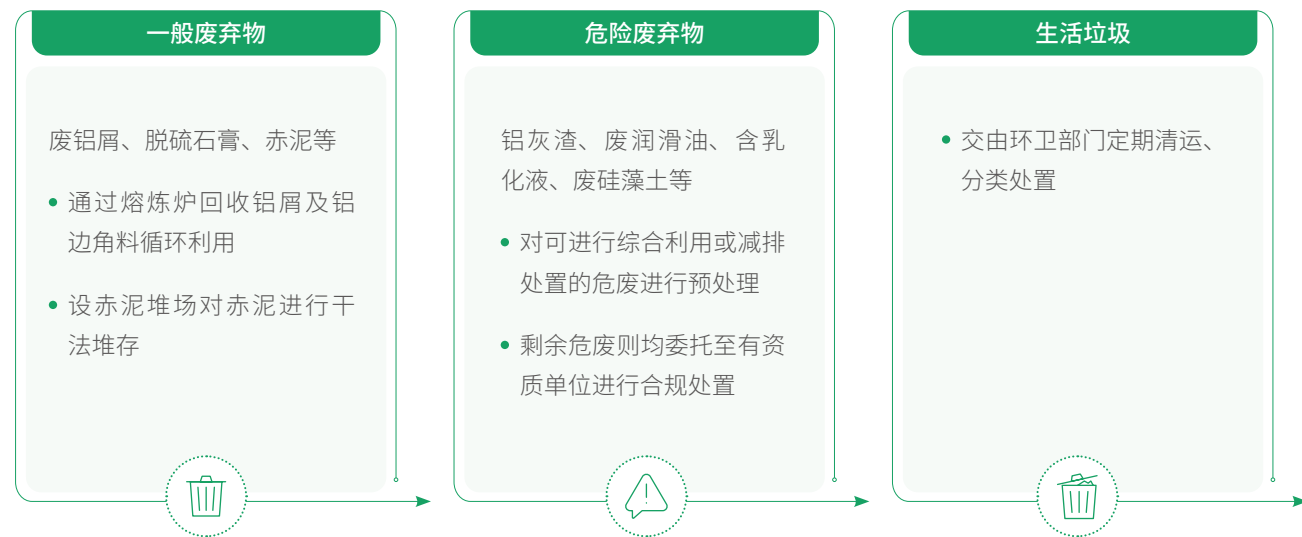 一般废弃物
废铝屑、脱硫石膏、赤泥等
通过熔炼炉回收铝屑及铝
边角料循环利用
设赤泥堆场对赤泥进行干
法堆存
危险废弃物
铝灰渣、废润滑油、含乳
化液、废硅藻土等
对可进行综合利用或减排
处置的危废进行预处理
剩余危废则均委托至有资
质单位进行合规处置
生活垃圾
交由环卫部门定期清运、
分类处置